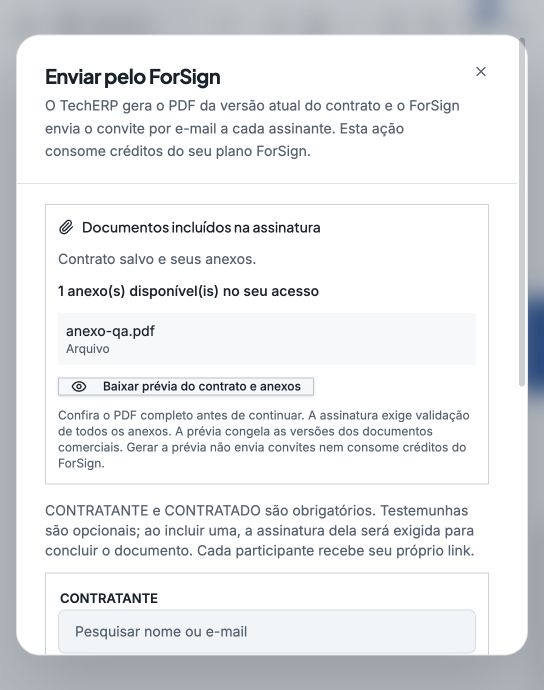 Enviar pelo ForSign
O TechERP gera o PDF da versão atual do contrato e o ForSign
envia o convite por e-mail a cada assinante. Esta ação
consome créditos do seu plano ForSign.
Documentos incluídos na assinatura
Contrato salvo e seus anexos.
1 anexo(s) disponível(is) no seu acesso
anexo-qa.pdf
Arquivo
Baixar prévia do contrato e anexos
Confira o PDF completo antes de continuar. A assinatura exige validação
de todos os anexos. A prévia congela as versões dos documentos
comerciais. Gerar a prévia não envia convites nem consome créditos do
ForSign.
CONTRATANTE e CONTRATADO são obrigatórios. Testemunhas
são opcionais; ao incluir uma, a assinatura dela será exigida para
concluir o documento. Cada participante recebe seu próprio link.
CONTRATANTE
Pesquisar nome ou e-mail